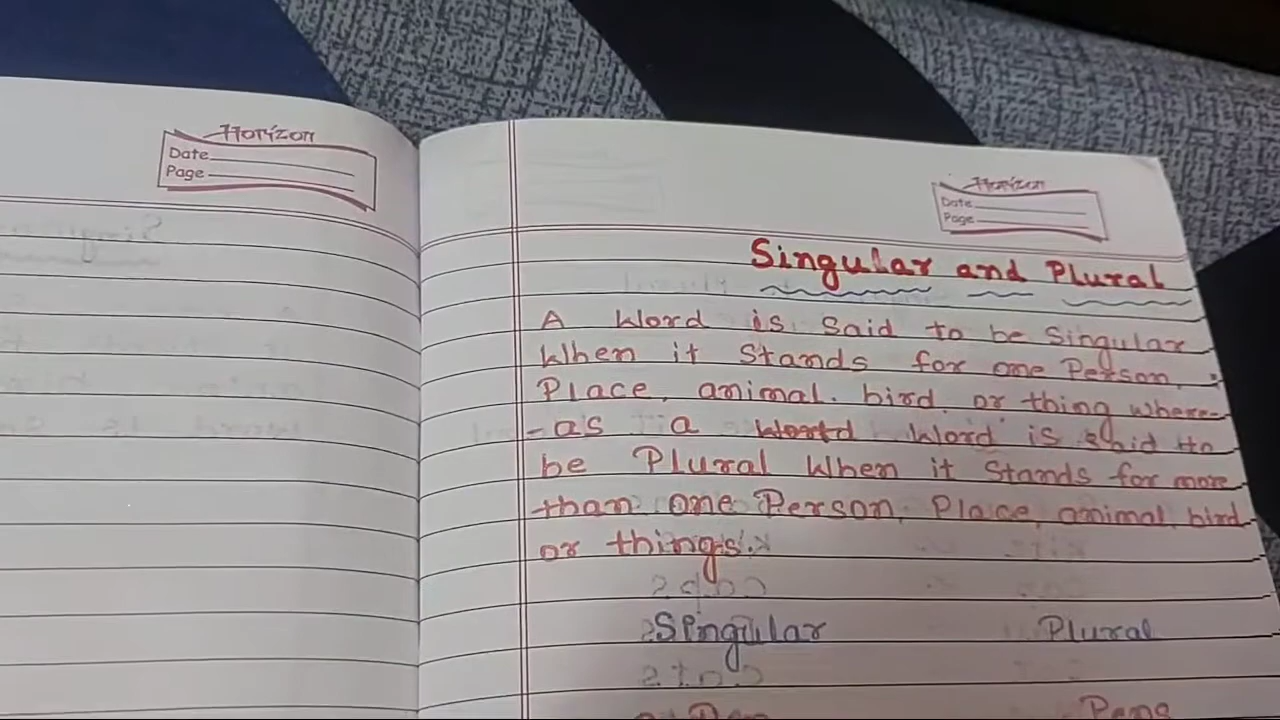 Horizon
Date
Page
Horizon
Date
Page
Singular and Plural
A Word is Said to be Singular
When it Stands for one Person,
Place, animal, bird, or thing where-
-as a Word is said to
be Plural When it Stands for more
than one Person, Place, animal, bird
or things.
Singular Plural
Pen Pens